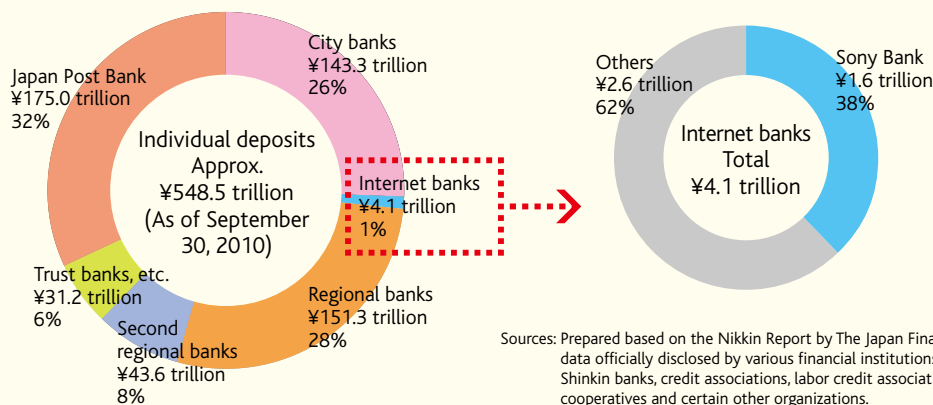 City banks
¥143.3 trillion
26%
Japan Post Bank
¥175.0 trillion
32%
Individual deposits
Approx.
¥548.5 trillion
(As of September
30, 2010)
Internet banks
¥4.1 trillion
1%
Trust banks, etc.
¥31.2 trillion
6%
Regional banks
¥151.3 trillion
28%
Second
regional banks
¥43.6 trillion
8%
Others
¥2.6 trillion
62%
Sony Bank
¥1.6 trillion
38%
Internet banks
Total
¥4.1 trillion
Sources: Prepared based on the Nikkin Report by The Japan Fina
data officially disclosed by various financial institutions
Shinkin banks, credit associations, labor credit associati
cooperatives and certain other organizations.